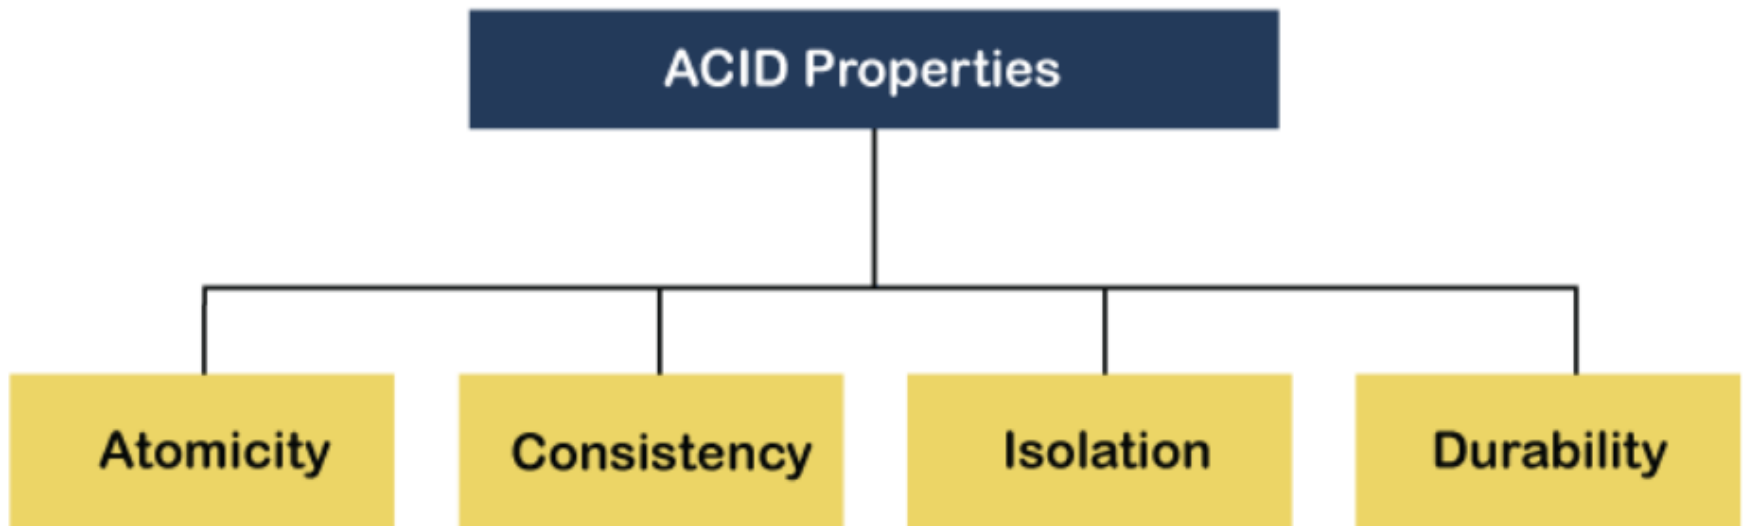 ACID Properties
Atomicity
Consistency
Isolation
Durability